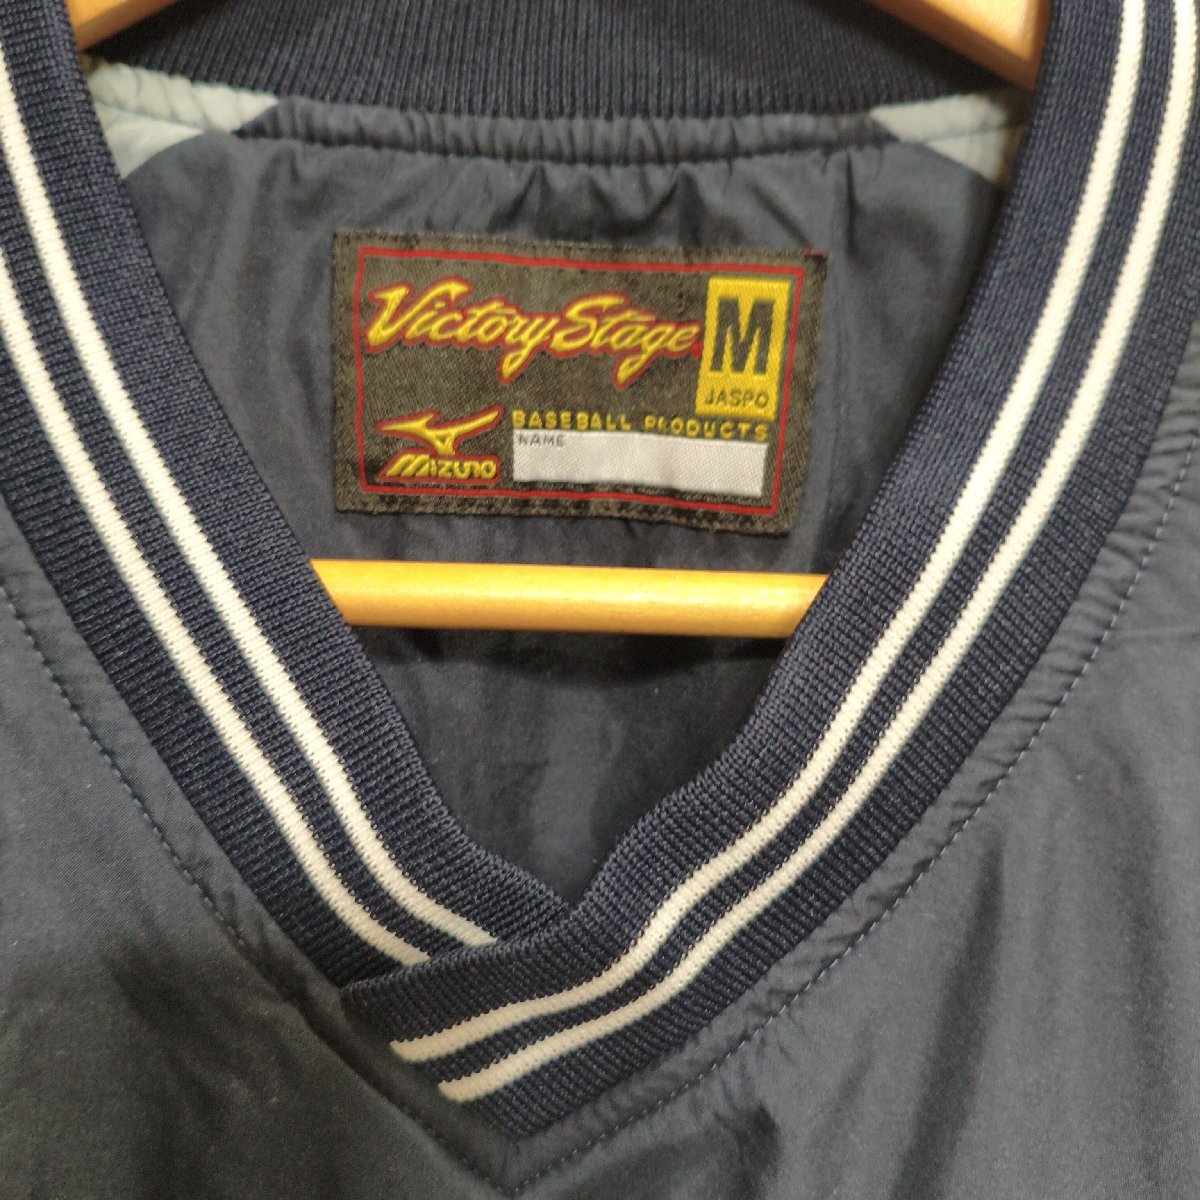 Victory Stage
M
JASPO
BASEBALL PRODUCTS
MIZUNO
NAME